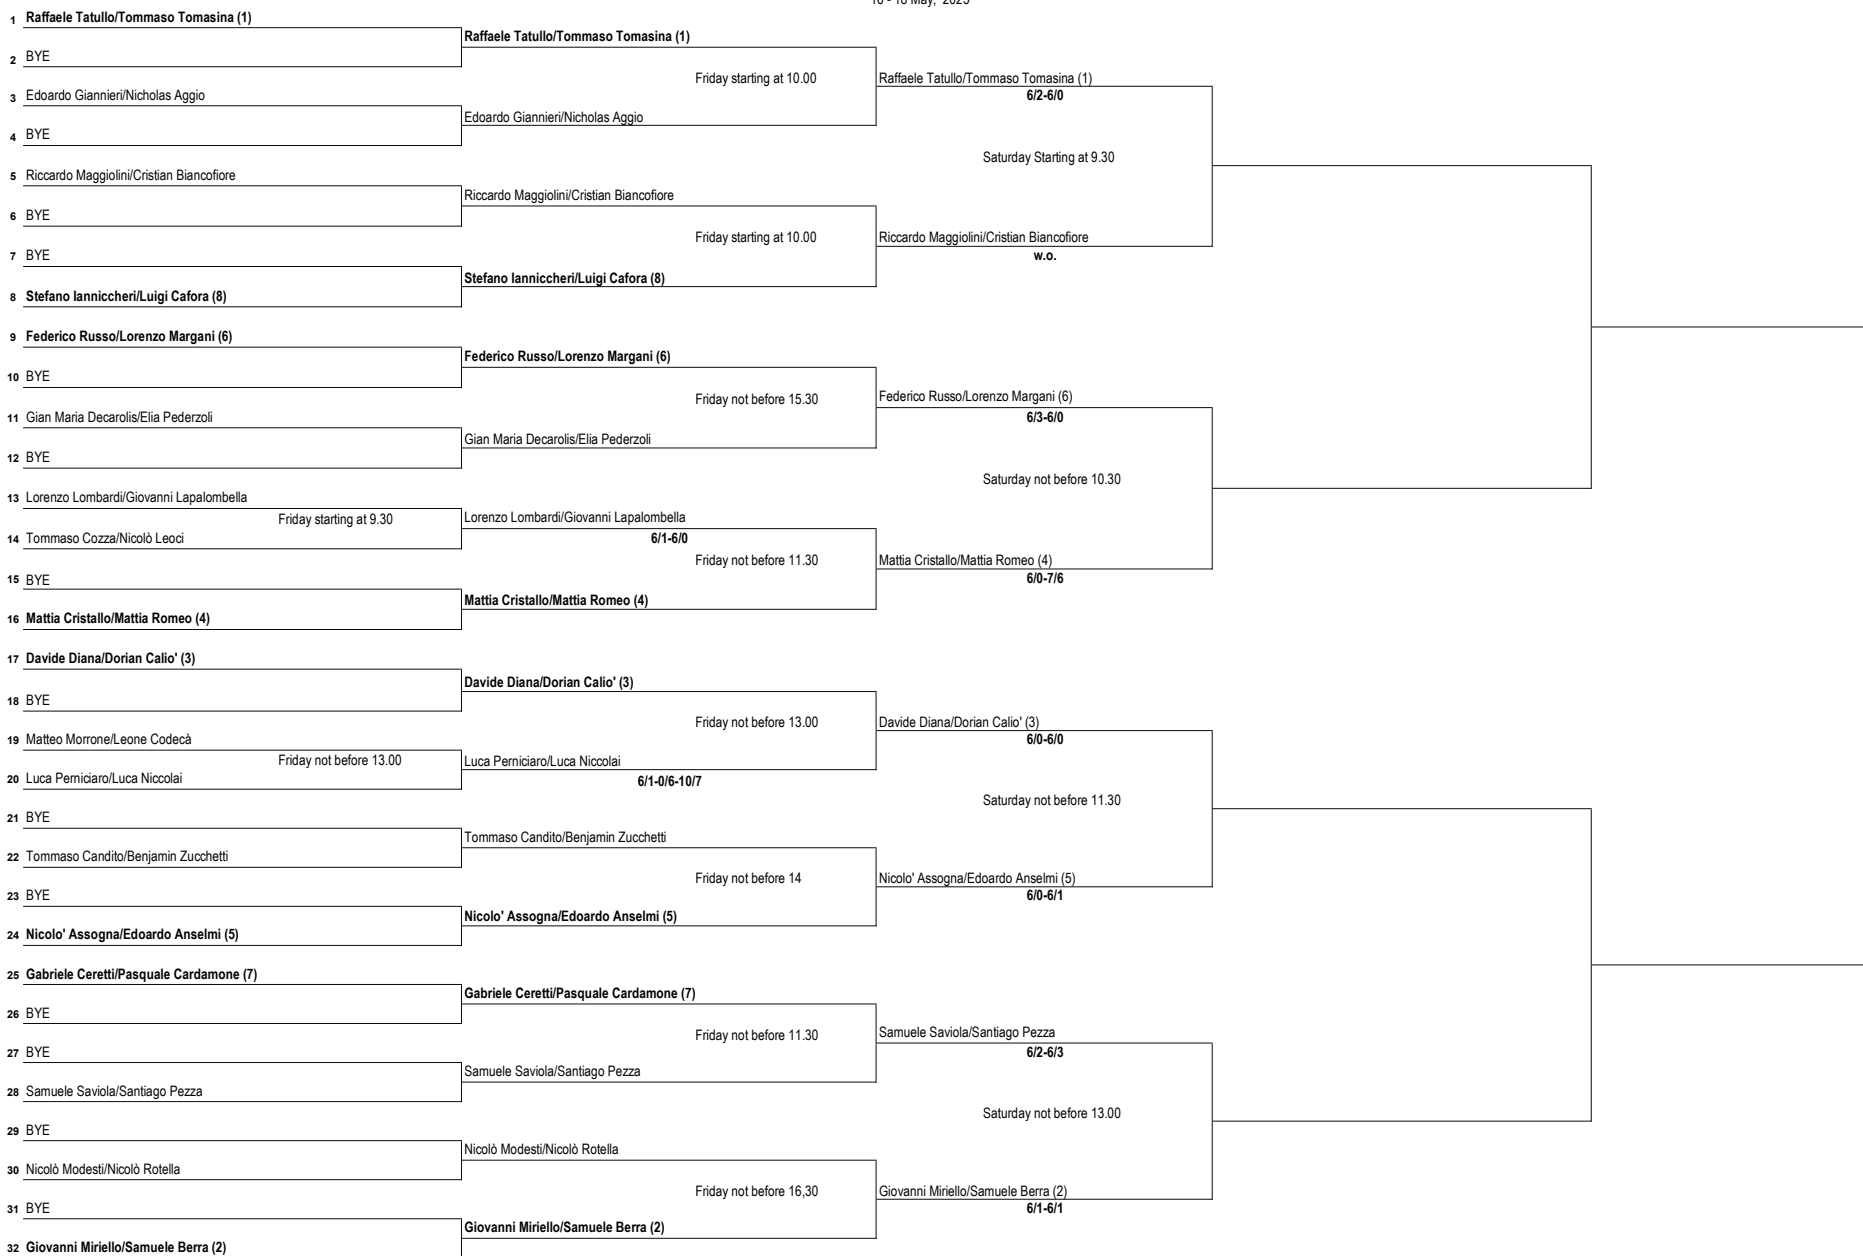 16 - 18 May, 2025
1 Raffaele Tatullo/Tommaso Tomasina (1)
Raffaele Tatullo/Tommaso Tomasina (1)
2 BYE
Friday starting at 10.00
Raffaele Tatullo/Tommaso Tomasina (1)
6/2-6/0
3 Edoardo Giannieri/Nicholas Aggio
Edoardo Giannieri/Nicholas Aggio
4 BYE
Saturday Starting at 9.30
5 Riccardo Maggiolini/Cristian Biancofiore
Riccardo Maggiolini/Cristian Biancofiore
6 BYE
Friday starting at 10.00
Riccardo Maggiolini/Cristian Biancofiore
w.o.
7 BYE
Stefano Ianniccheri/Luigi Cafora (8)
8 Stefano Ianniccheri/Luigi Cafora (8)
9 Federico Russo/Lorenzo Margani (6)
Federico Russo/Lorenzo Margani (6)
10 BYE
Friday not before 15.30
Federico Russo/Lorenzo Margani (6)
6/3-6/0
11 Gian Maria Decarolis/Elia Pederzoli
Gian Maria Decarolis/Elia Pederzoli
12 BYE
Saturday not before 10.30
13 Lorenzo Lombardi/Giovanni Lapalombella
Friday starting at 9.30
Lorenzo Lombardi/Giovanni Lapalombella
6/1-6/0
14 Tommaso Cozza/Nicolò Leoci
Friday not before 11.30
Mattia Cristallo/Mattia Romeo (4)
6/0-7/6
15 BYE
Mattia Cristallo/Mattia Romeo (4)
16 Mattia Cristallo/Mattia Romeo (4)
17 Davide Diana/Dorian Calio' (3)
Davide Diana/Dorian Calio' (3)
18 BYE
Friday not before 13.00
Davide Diana/Dorian Calio' (3)
6/0-6/0
19 Matteo Morrone/Leone Codecà
Friday not before 13.00
Luca Perniciaro/Luca Niccolai
6/1-0/6-10/7
20 Luca Perniciaro/Luca Niccolai
Saturday not before 11.30
21 BYE
Tommaso Candito/Benjamin Zucchetti
22 Tommaso Candito/Benjamin Zucchetti
Friday not before 14
Nicolo' Assogna/Edoardo Anselmi (5)
6/0-6/1
23 BYE
Nicolo' Assogna/Edoardo Anselmi (5)
24 Nicolo' Assogna/Edoardo Anselmi (5)
25 Gabriele Ceretti/Pasquale Cardamone (7)
Gabriele Ceretti/Pasquale Cardamone (7)
26 BYE
Friday not before 11.30
Samuele Saviola/Santiago Pezza
6/2-6/3
27 BYE
Samuele Saviola/Santiago Pezza
28 Samuele Saviola/Santiago Pezza
Saturday not before 13.00
29 BYE
Nicolò Modesti/Nicolò Rotella
30 Nicolò Modesti/Nicolò Rotella
Friday not before 16,30
Giovanni Miriello/Samuele Berra (2)
6/1-6/1
31 BYE
Giovanni Miriello/Samuele Berra (2)
32 Giovanni Miriello/Samuele Berra (2)